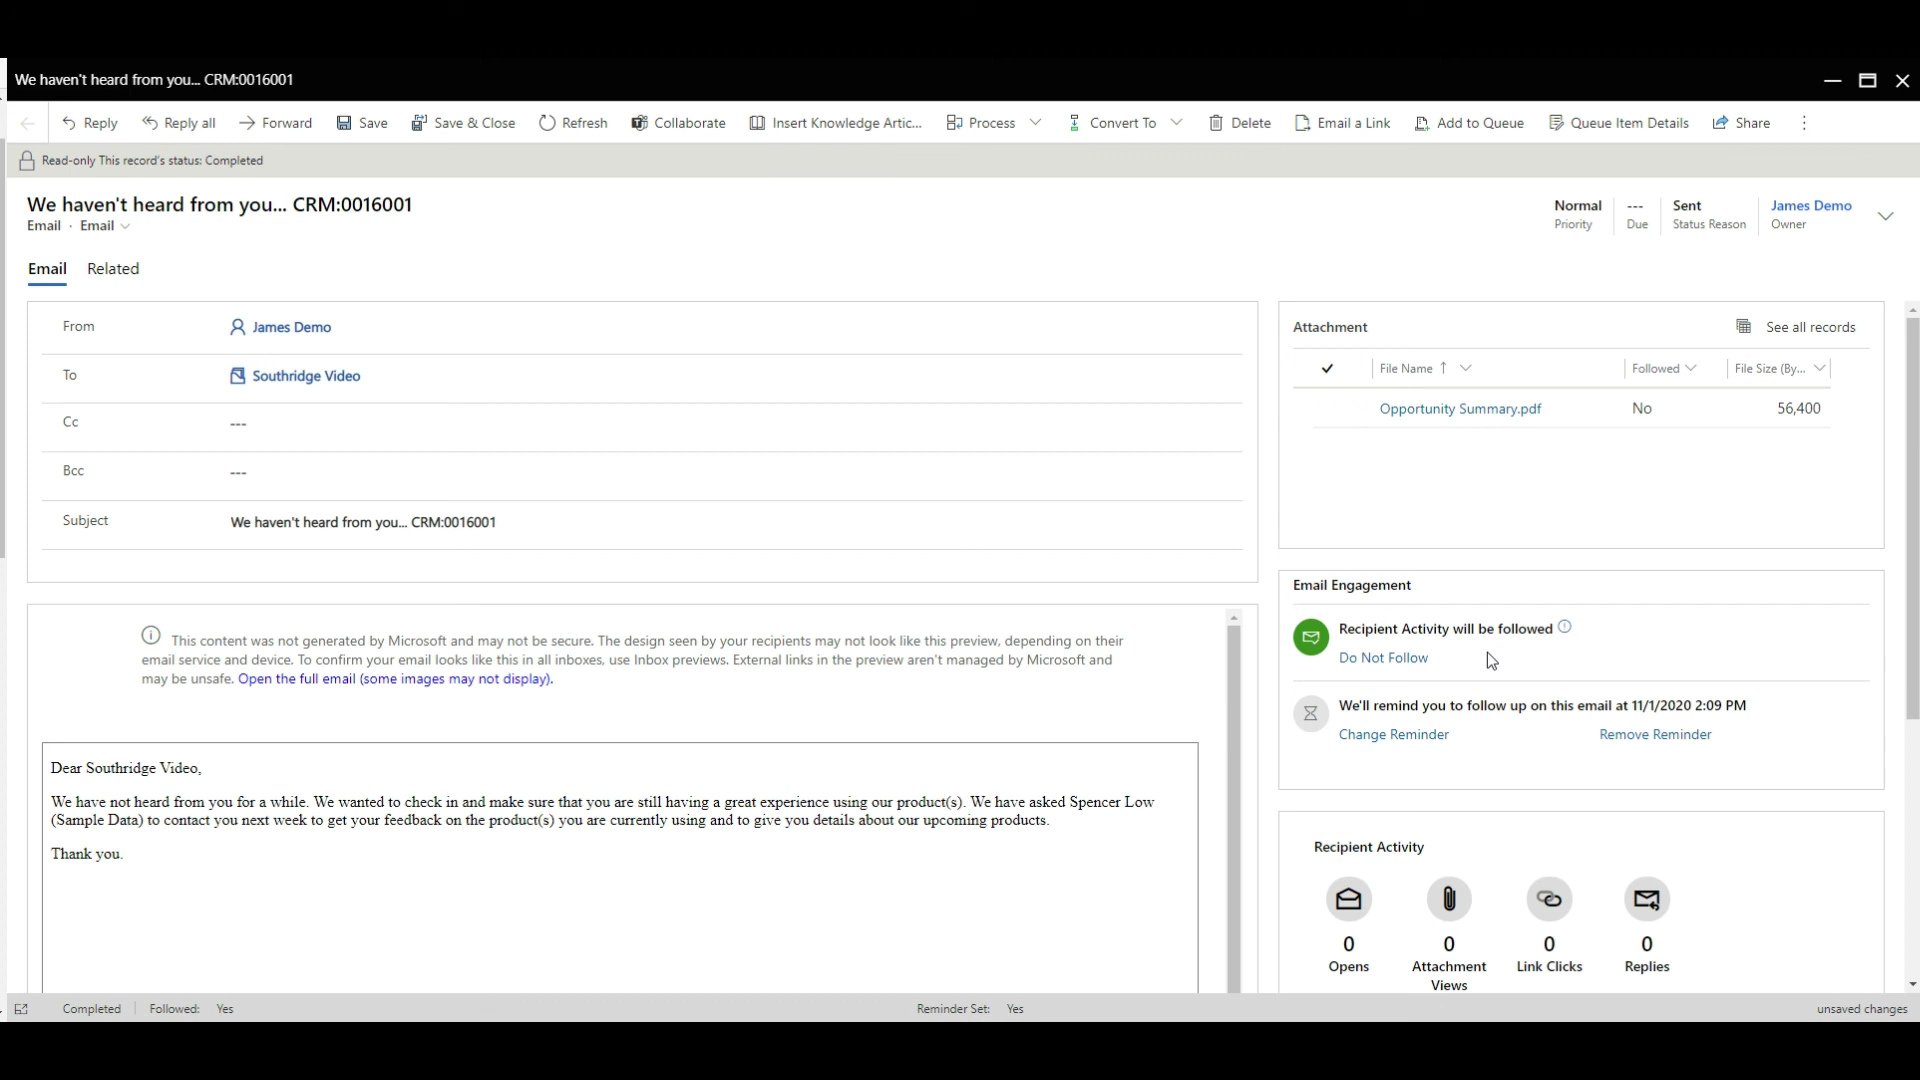 We haven't heard from you... CRM:0016001
Reply Reply all Forward Save Save & Close Refresh Collaborate Insert Knowledge Artic... Process Convert To Delete Email a Link Add to Queue Queue Item Details Share
Read-only This record's status: Completed
We haven't heard from you... CRM:0016001
Email · Email
Normal --- Sent James Demo
Priority Due Status Reason Owner
Email Related
From James Demo
To Southridge Video
Cc ---
Bcc ---
Subject We haven't heard from you... CRM:0016001
Attachment See all records
File Name ↑ Followed File Size (By...
Opportunity Summary.pdf No 56,400
This content was not generated by Microsoft and may not be secure. The design seen by your recipients may not look like this preview, depending on their
email service and device. To confirm your email looks like this in all inboxes, use Inbox previews. External links in the preview aren't managed by Microsoft and
may be unsafe. Open the full email (some images may not display).
Dear Southridge Video,
We have not heard from you for a while. We wanted to check in and make sure that you are still having a great experience using our product(s). We have asked Spencer Low
(Sample Data) to contact you next week to get your feedback on the product(s) you are currently using and to give you details about our upcoming products.
Thank you.
Email Engagement
Recipient Activity will be followed
Do Not Follow
We'll remind you to follow up on this email at 11/1/2020 2:09 PM
Change Reminder Remove Reminder
Recipient Activity
0 0 0 0
Opens Attachment Link Clicks Replies
Views
Completed Followed: Yes Reminder Set: Yes unsaved changes